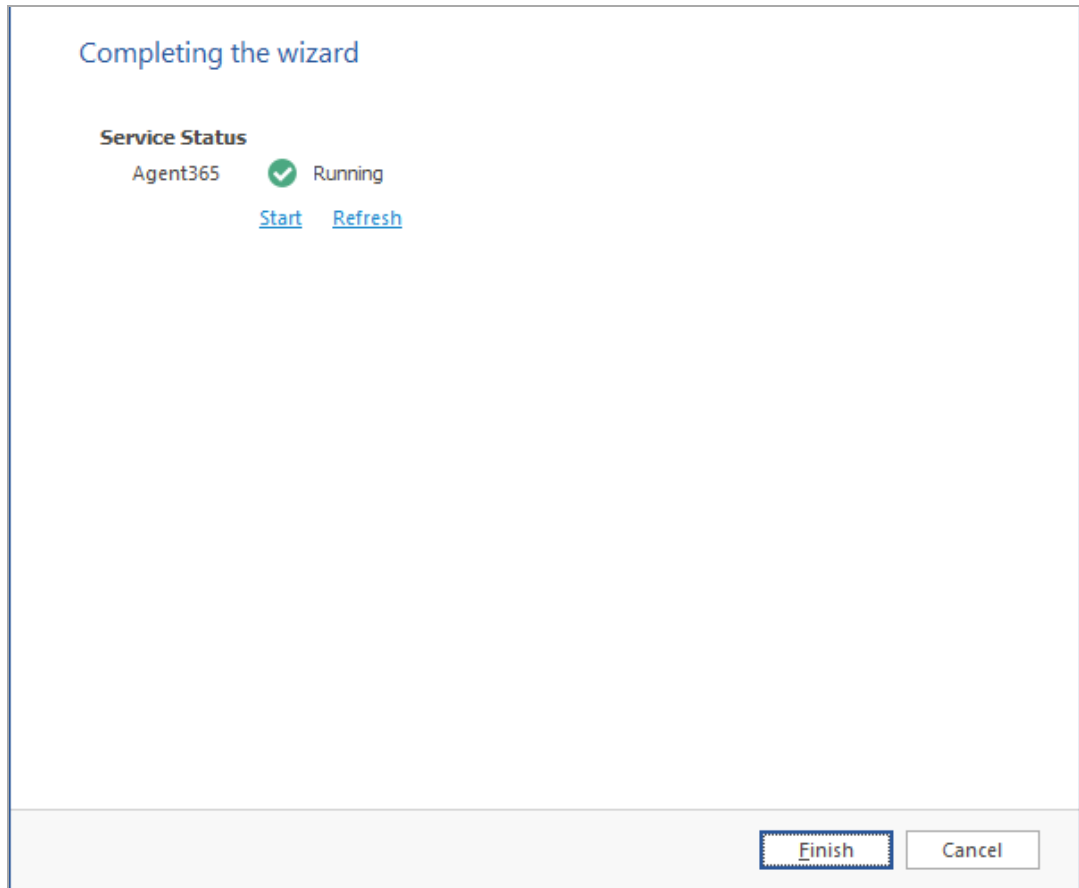 Completing the wizard
Service Status
Agent365 Running
Start Refresh
Finish Cancel